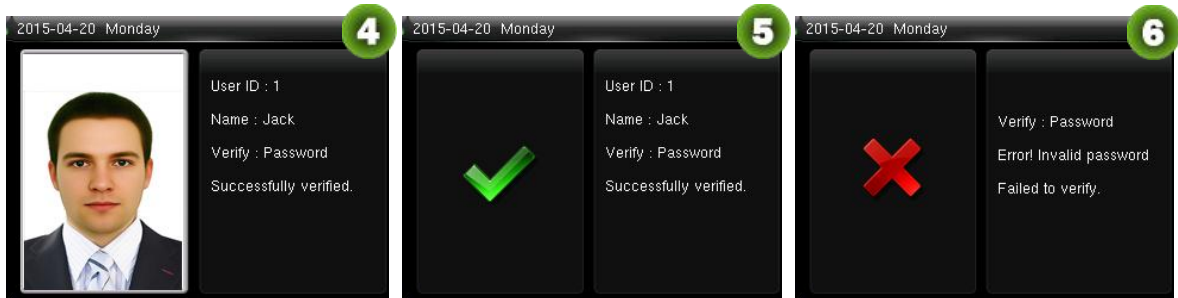 2015-04-20 Monday
4
User ID : 1
Name : Jack
Verify : Password
Successfully verified.
2015-04-20 Monday
5
User ID : 1
Name : Jack
Verify : Password
Successfully verified.
2015-04-20 Monday
6
Verify : Password
Error! Invalid password
Failed to verify.